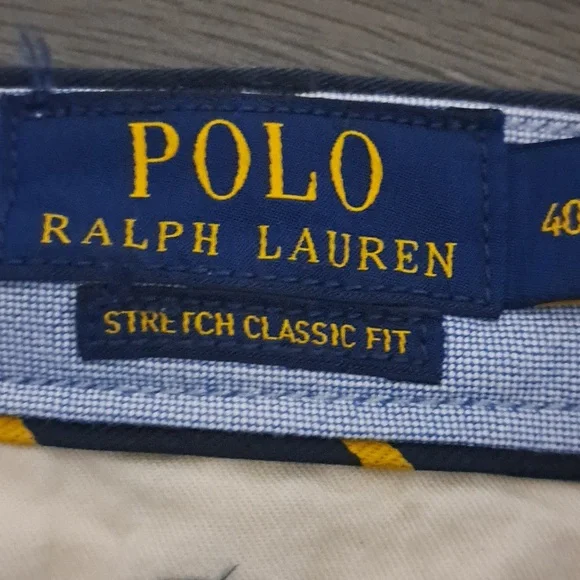 POLO
RALPH LAUREN
40
STRETCH CLASSIC FIT